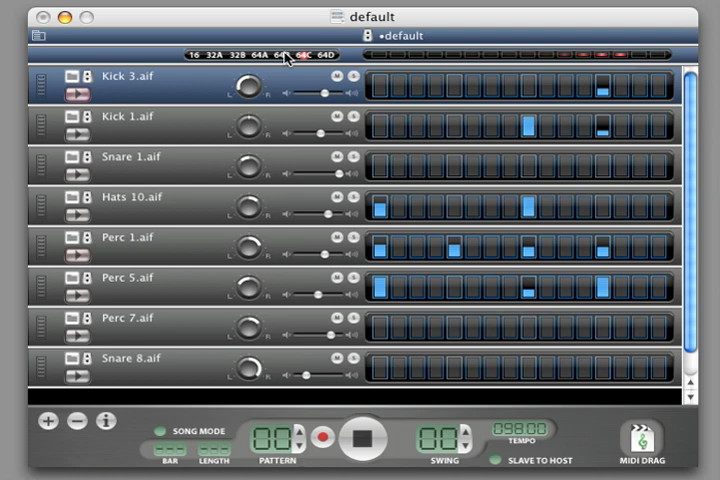 default
•default
16 32A 32B 64A 64C 64D
Kick 3.aif
L R M S
Kick 1.aif
L R M S
Snare 1.aif
L R M S
Hats 10.aif
L R M S
Perc 1.aif
L R M S
Perc 5.aif
L R M S
Perc 7.aif
L R M S
Snare 8.aif
L R M S
SONG MODE
BAR LENGTH
00
PATTERN
00
SWING
098.00
TEMPO
SLAVE TO HOST
MIDI DRAG